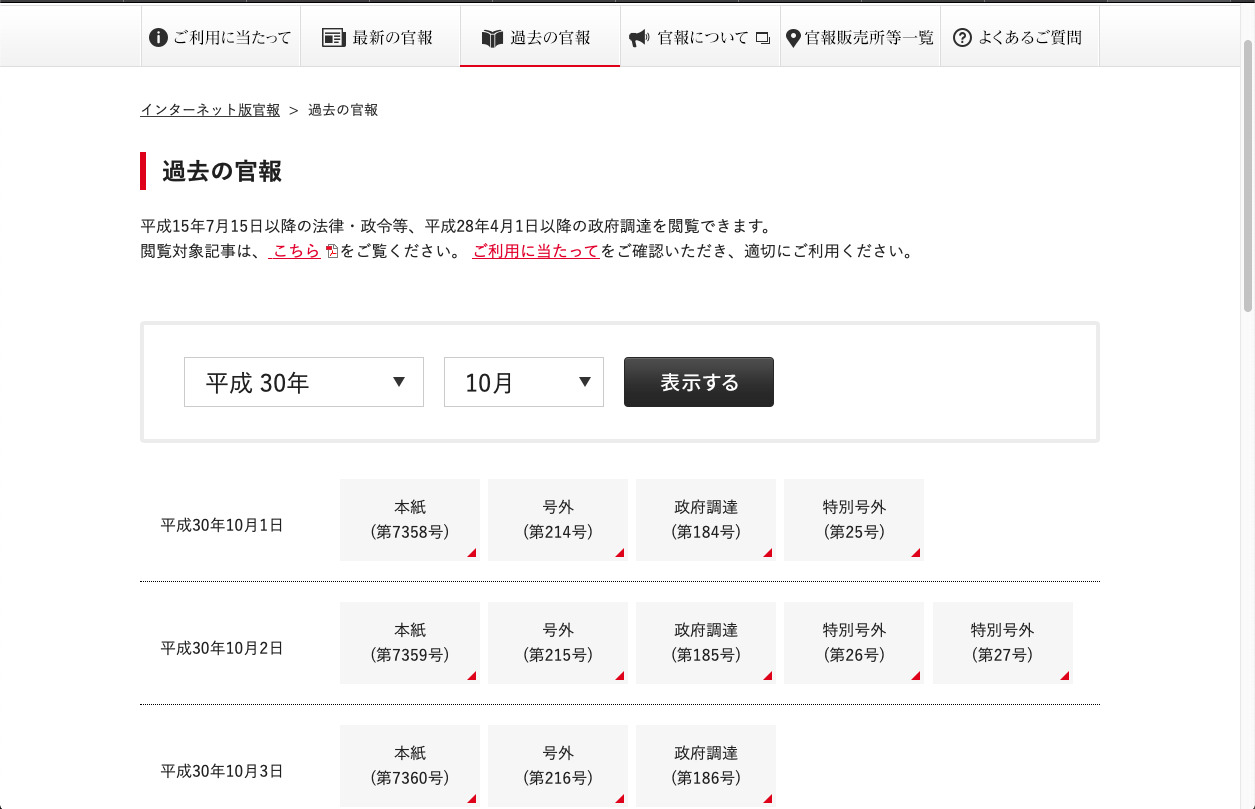 ご利用に当たって
最新の官報
過去の官報
官報について
官報販売所等一覧
よくあるご質問
インターネット版官報 > 過去の官報
過去の官報
平成15年7月15日以降の法律・政令等、平成28年4月1日以降の政府調達を閲覧できます。
閲覧対象記事は、 こちら をご覧ください。 ご利用に当たってをご確認いただき、適切にご利用ください。
平成 30年 ▼
10月 ▼
表示する
平成30年10月1日
本紙
(第7358号)
号外
(第214号)
政府調達
(第184号)
特別号外
(第25号)
平成30年10月2日
本紙
(第7359号)
号外
(第215号)
政府調達
(第185号)
特別号外
(第26号)
特別号外
(第27号)
平成30年10月3日
本紙
(第7360号)
号外
(第216号)
政府調達
(第186号)